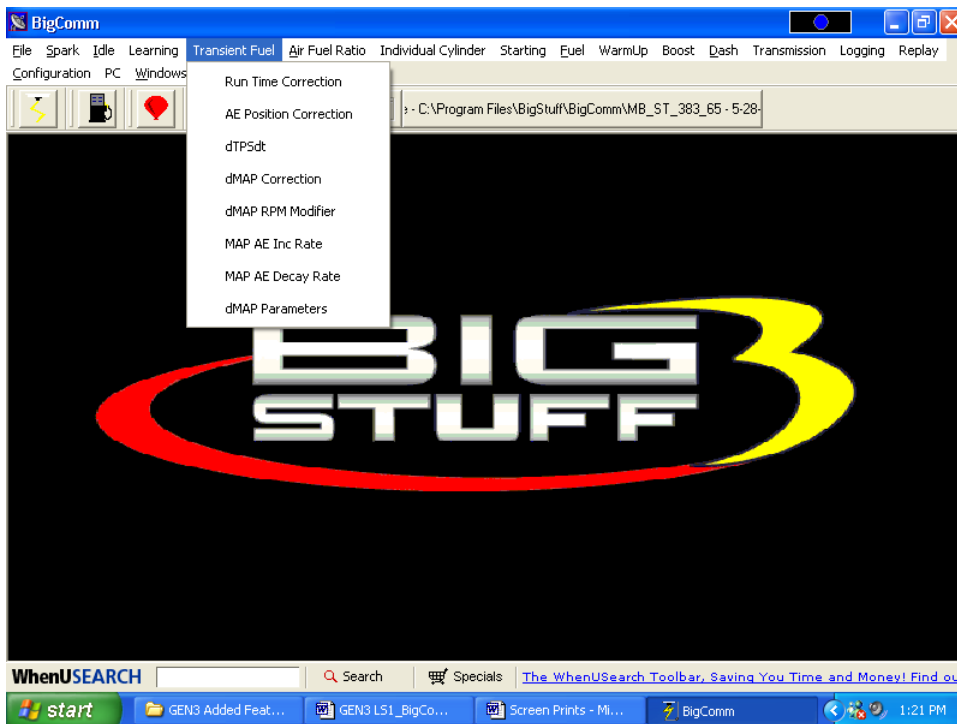 BigComm
File Spark Idle Learning Transient Fuel Air Fuel Ratio Individual Cylinder Starting Fuel WarmUp Boost Dash Transmission Logging Replay
Configuration PC Windows
- C:\Program Files\BigStuff\BigComm\MB_ST_383_65 - 5-28-
Run Time Correction
AE Position Correction
dTPSdt
dMAP Correction
dMAP RPM Modifier
MAP AE Inc Rate
MAP AE Decay Rate
dMAP Parameters
BIG 3
STUFF
WhenUSEARCH Search Specials The WhenUSearch Toolbar, Saving You Time and Money! Find ou
start GEN3 Added Feat... GEN3 LS1_BigCo... Screen Prints - Mi... BigComm 1:21 PM